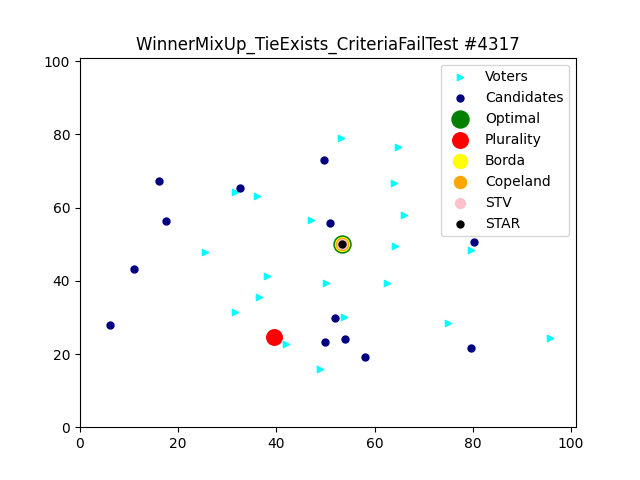 WinnerMixUp_TieExists_CriteriaFailTest #4317
100
80
60
40
20
0
0
20
40
60
80
100
Voters
Candidates
Optimal
Plurality
Borda
Copeland
STV
STAR